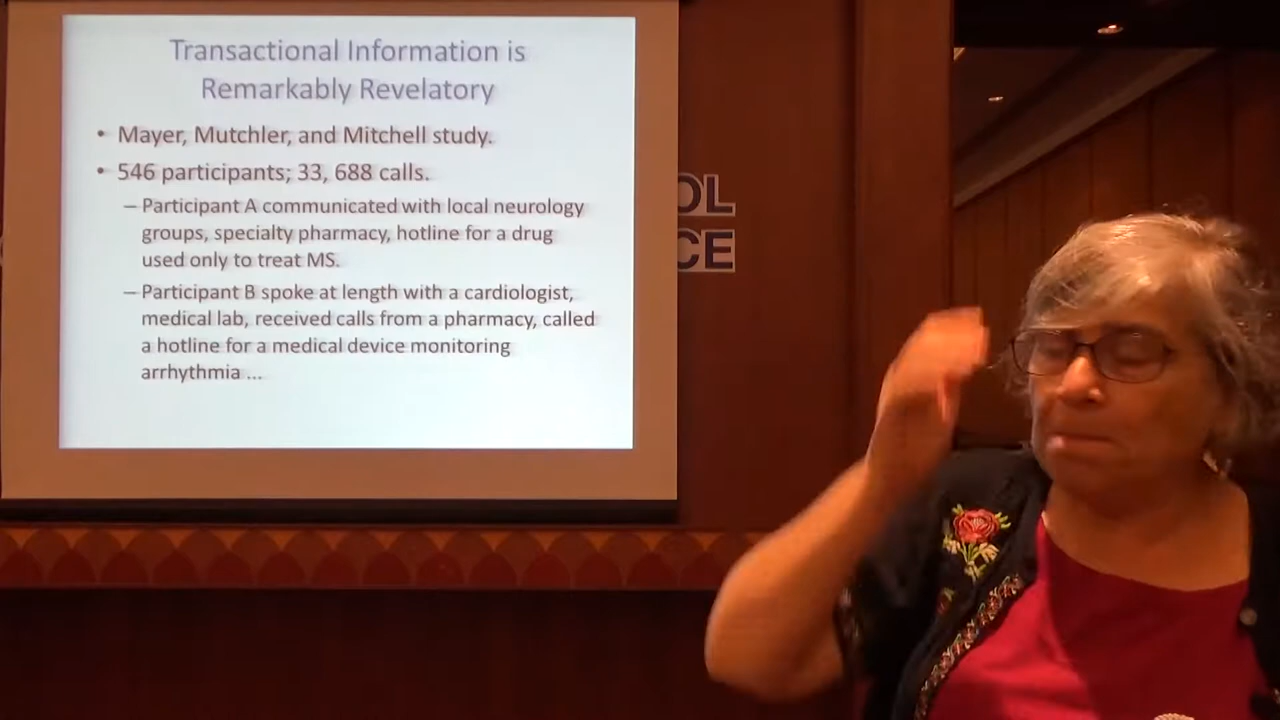 Transactional Information is
Remarkably Revelatory
• Mayer, Mutchler, and Mitchell study.
• 546 participants; 33, 688 calls.
– Participant A communicated with local neurology
groups, specialty pharmacy, hotline for a drug
used only to treat MS.
– Participant B spoke at length with a cardiologist,
medical lab, received calls from a pharmacy, called
a hotline for a medical device monitoring
arrhythmia ...
OL
CE